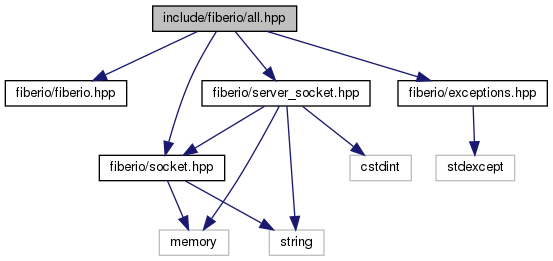 include/fiberio/all.hpp
fiberio/fiberio.hpp
fiberio/server_socket.hpp
fiberio/exceptions.hpp
fiberio/socket.hpp
cstdint
stdexcept
memory
string